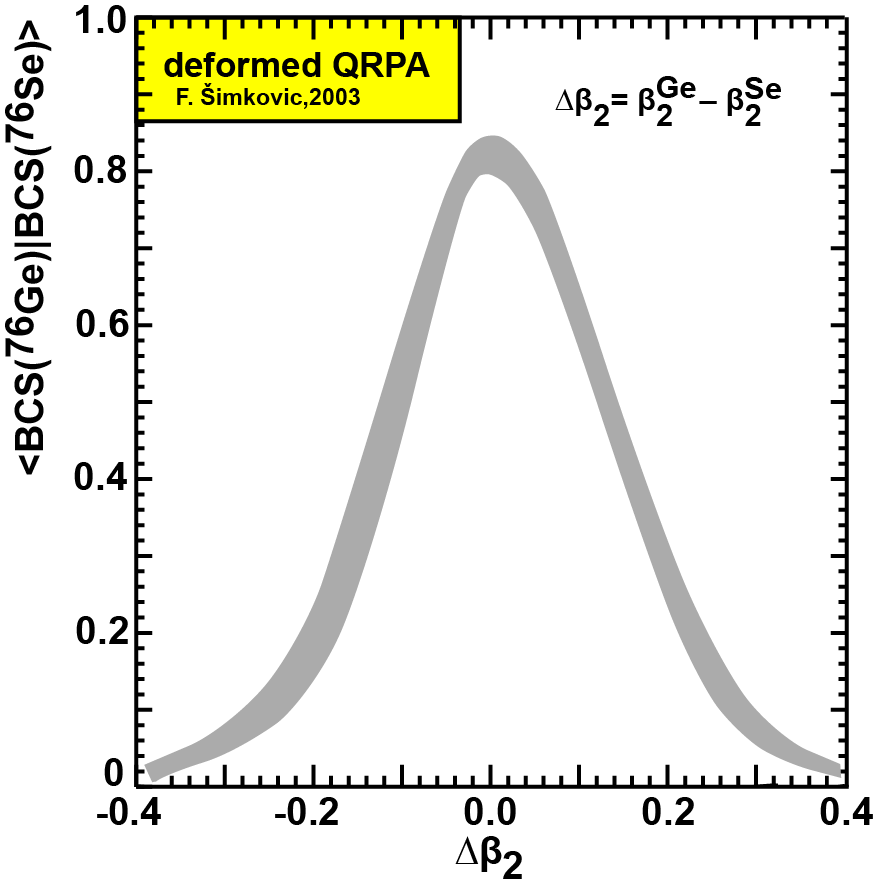 <BCS(⁷⁶Ge)|BCS(⁷⁶Se)>
1.0
0.8
0.6
0.4
0.2
0
deformed QRPA
F. Šimkovic,2003
Δβ₂= β₂ᴳᵉ – β₂ˢᵉ
-0.4 -0.2 0.0 0.2 0.4
Δβ₂